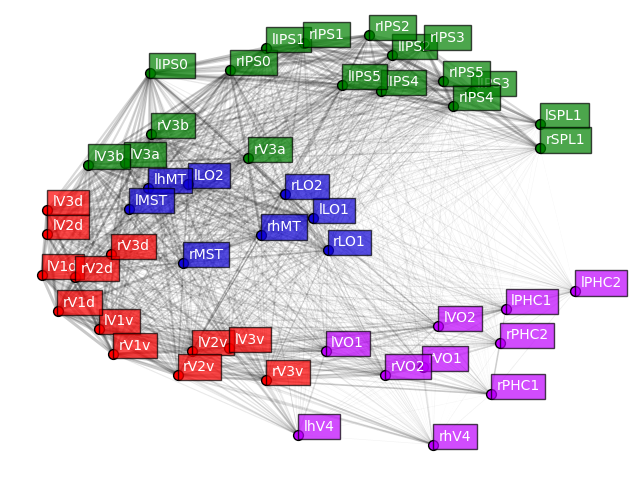 rIPS2
lIPS1
rIPS1
rIPS3
lIPS2
lIPS0
rIPS0
lIPS5
lIPS4
rIPS5
lIPS3
rIPS4
lSPL1
rSPL1
rV3b
rV3a
lV3b
lV3a
lhMT
lLO2
rLO2
lMST
lLO1
rhMT
rLO1
rMST
lV3d
lV2d
rV3d
lV1d
rV2d
rV1d
lV1v
rV1v
lV2v
lV3v
rV2v
rV3v
lPHC2
lPHC1
lVO2
rPHC2
lVO1
rVO1
rVO2
rPHC1
lhV4
rhV4